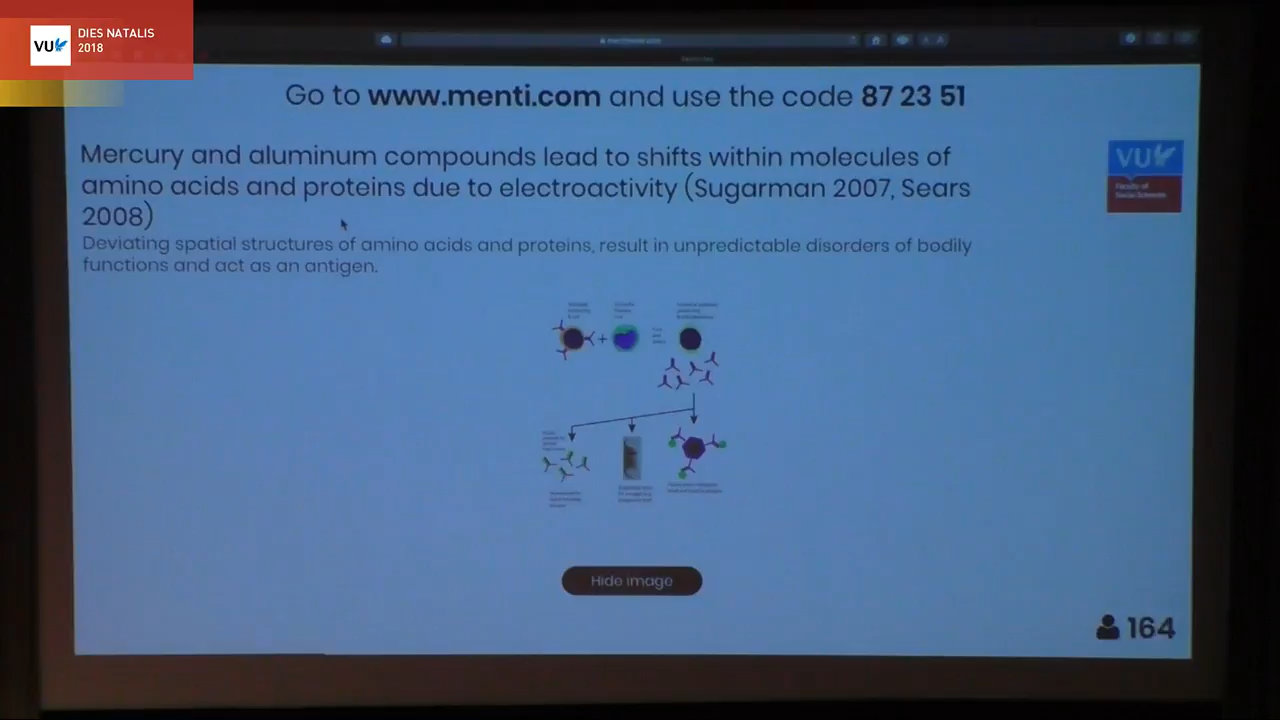 DIES NATALIS
2018
VU
Go to www.menti.com and use the code 87 23 51
Mercury and aluminum compounds lead to shifts within molecules of
amino acids and proteins due to electroactivity (Sugarman 2007, Sears
2008)
Deviating spatial structures of amino acids and proteins, result in unpredictable disorders of bodily
functions and act as an antigen.
VU
Faculty of
Social Sciences
+
Hide image
164